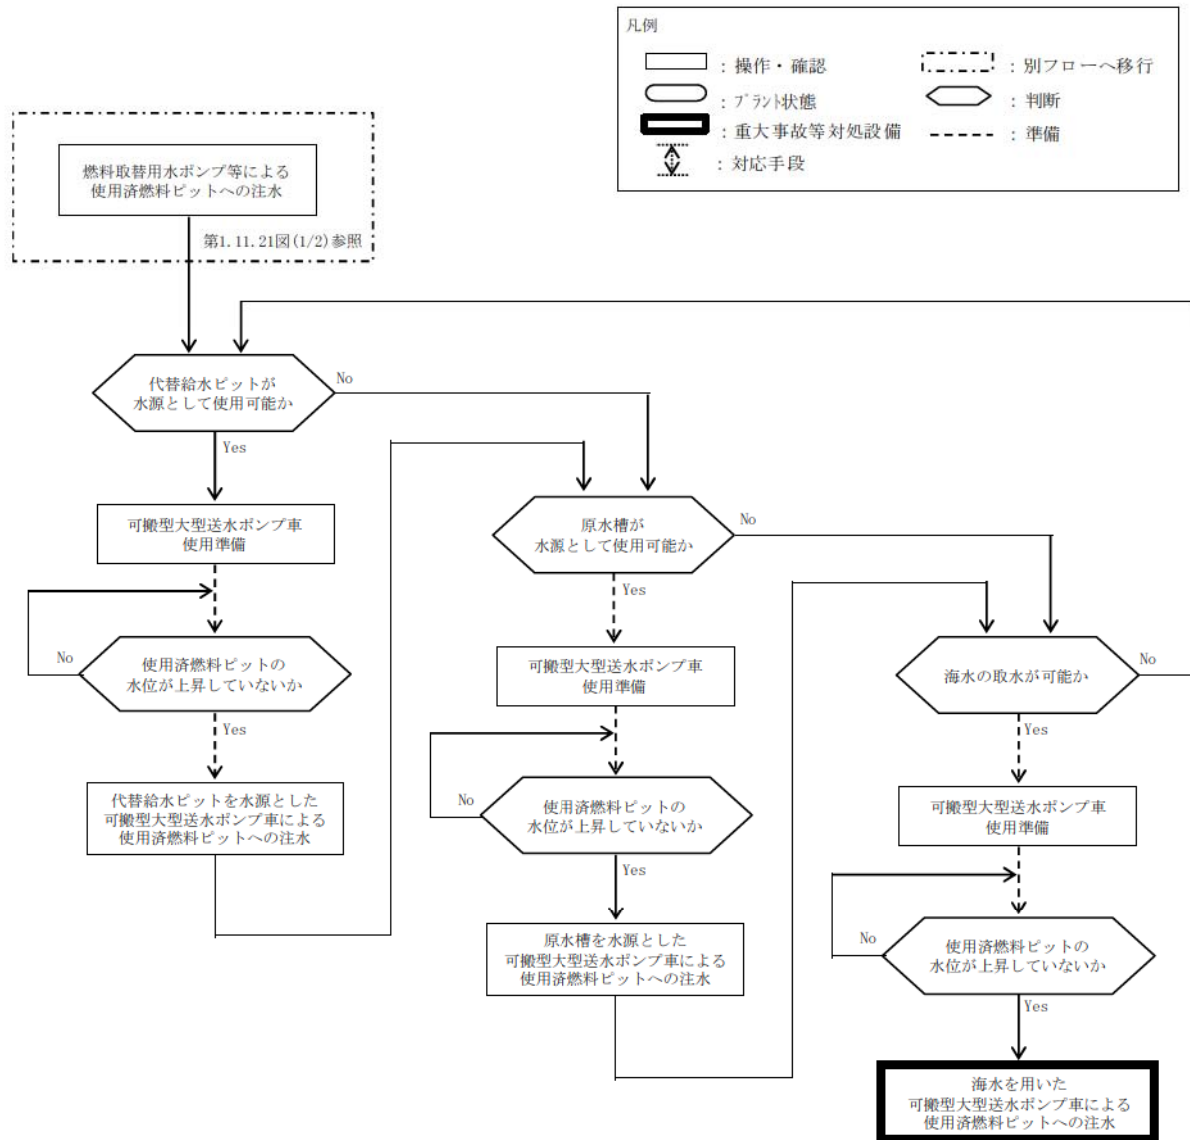 凡例
：操作・確認
：別フローへ移行
：プラント状態
：判断
：重大事故等対処設備
：準備
：対応手段
燃料取替用水ポンプ等による
使用済燃料ピットへの注水
第1.11.21図(1/2)参照
代替給水ピットが
水源として使用可能か
No
Yes
可搬型大型送水ポンプ車
使用準備
使用済燃料ピットの
水位が上昇していないか
No
Yes
代替給水ピットを水源とした
可搬型大型送水ポンプ車による
使用済燃料ピットへの注水
原水槽が
水源として使用可能か
No
Yes
可搬型大型送水ポンプ車
使用準備
使用済燃料ピットの
水位が上昇していないか
No
Yes
原水槽を水源とした
可搬型大型送水ポンプ車による
使用済燃料ピットへの注水
海水の取水が可能か
No
Yes
可搬型大型送水ポンプ車
使用準備
使用済燃料ピットの
水位が上昇していないか
No
Yes
海水を用いた
可搬型大型送水ポンプ車による
使用済燃料ピットへの注水